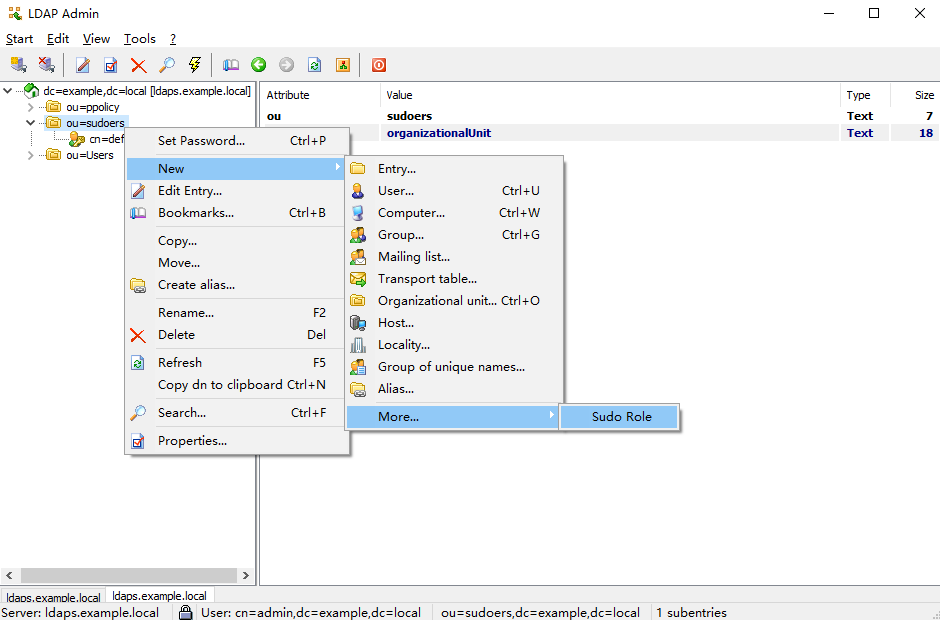 LDAP Admin
Start Edit View Tools ?
dc=example,dc=local [ldaps.example.local]
ou=ppolicy
ou=sudoers
cn=def
ou=Users
Attribute Value Type Size
ou sudoers Text 7
organizationalUnit Text 18
Set Password... Ctrl+P
New
Edit Entry...
Bookmarks... Ctrl+B
Copy...
Move...
Create alias...
Rename... F2
Delete Del
Refresh F5
Copy dn to clipboard Ctrl+N
Search... Ctrl+F
Properties...
Entry...
User... Ctrl+U
Computer... Ctrl+W
Group... Ctrl+G
Mailing list...
Transport table...
Organizational unit... Ctrl+O
Host...
Locality...
Group of unique names...
Alias...
More...
Sudo Role
ldaps.example.local ldaps.example.local
Server: ldaps.example.local User: cn=admin,dc=example,dc=local ou=sudoers,dc=example,dc=local 1 subentries